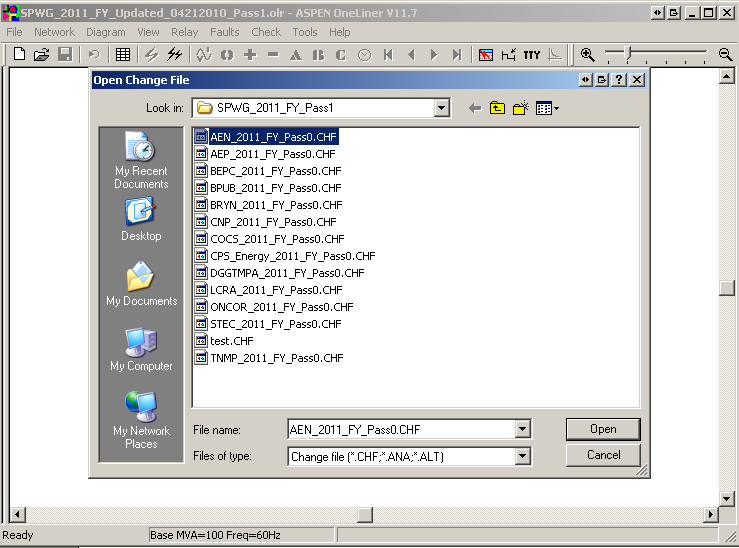 SPWG_2011_FY_Updated_04212010_Pass1.olr - ASPEN OneLiner V11.7
File Network Diagram View Relay Faults Check Tools Help
TTY
Open Change File
Look in: SPWG_2011_FY_Pass1
My Recent
Documents
Desktop
My Documents
My Computer
My Network
Places
AEN_2011_FY_Pass0.CHF
AEP_2011_FY_Pass0.CHF
BEPC_2011_FY_Pass0.CHF
BPUB_2011_FY_Pass0.CHF
BRYN_2011_FY_Pass0.CHF
CNP_2011_FY_Pass0.CHF
COCS_2011_FY_Pass0.CHF
CPS_Energy_2011_FY_Pass0.CHF
DGGTMPA_2011_FY_Pass0.CHF
LCRA_2011_FY_Pass0.CHF
ONCOR_2011_FY_Pass0.CHF
STEC_2011_FY_Pass0.CHF
test.CHF
TNMP_2011_FY_Pass0.CHF
File name: AEN_2011_FY_Pass0.CHF Open
Files of type: Change file (*.CHF;*.ANA;*.ALT) Cancel
Ready Base MVA=100 Freq=60Hz